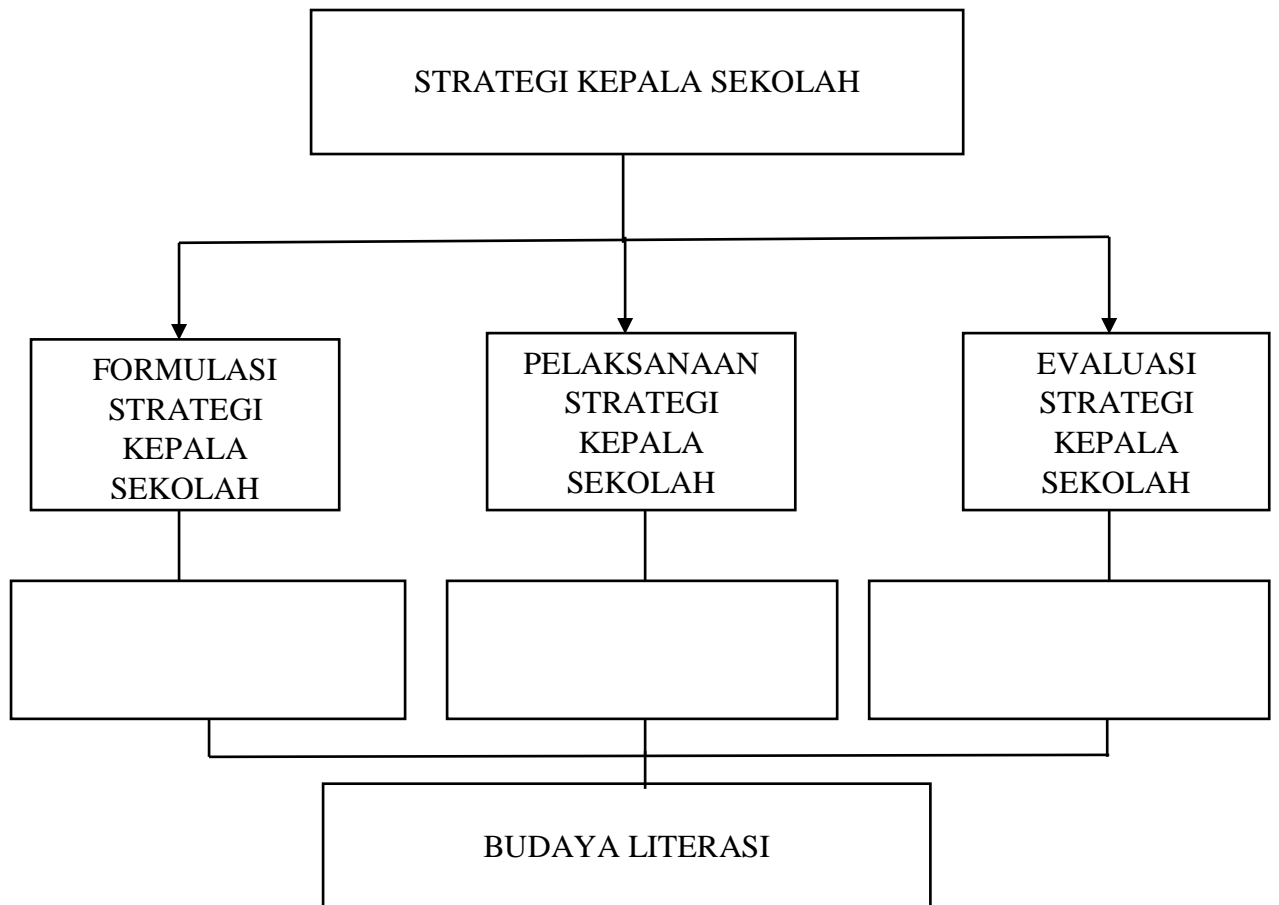 STRATEGI KEPALA SEKOLAH
FORMULASI
STRATEGI
KEPALA
SEKOLAH
PELAKSANAAN
STRATEGI
KEPALA
SEKOLAH
EVALUASI
STRATEGI
KEPALA
SEKOLAH
BUDAYA LITERASI